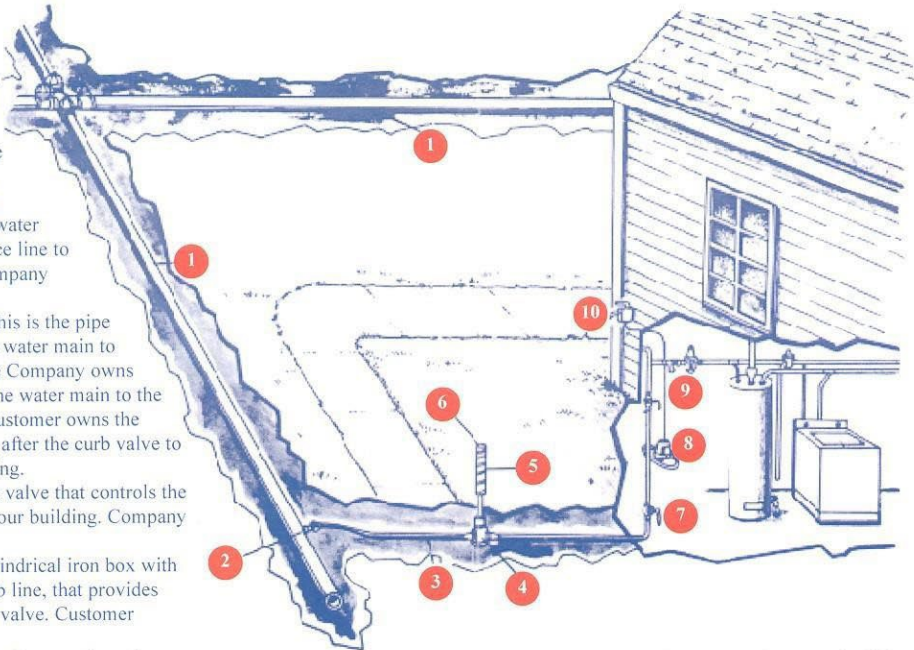 water
ce line to
mpany
his is the pipe
water main to
Company owns
he water main to the
ustomer owns the
after the curb valve to
ng.
valve that controls the
our building. Company
indrical iron box with
line, that provides
valve. Customer
1
1
10
6
9
5
8
7
2
3
4